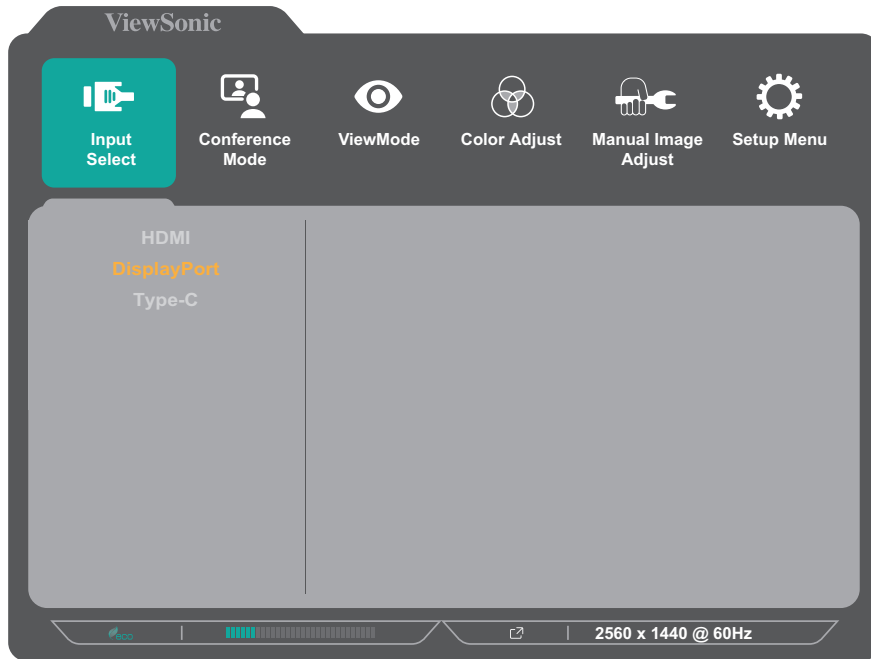 ViewSonic
Input
Select
Conference
Mode
ViewMode
Color Adjust
Manual Image
Adjust
Setup Menu
HDMI
DisplayPort
Type-C
eco
2560 x 1440 @ 60Hz